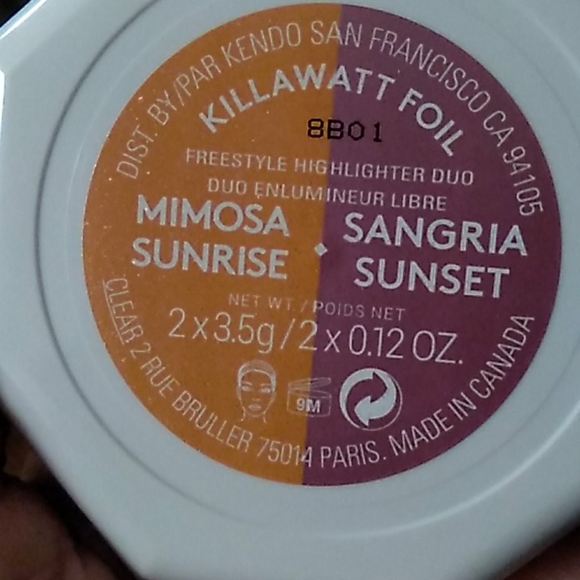 DIST. BY/PAR KENDO SAN FRANCISCO CA 94105
KILLAWATT FOIL
8B01
FREESTYLE HIGHLIGHTER DUO
DUO ENLUMINEUR LIBRE
MIMOSA
SUNRISE
SANGRIA
SUNSET
NET WT. / POIDS NET
2 x 3.5g / 2 x 0.12 OZ.
9M
CLEAR 2 RUE BRULLER 75014 PARIS. MADE IN CANADA